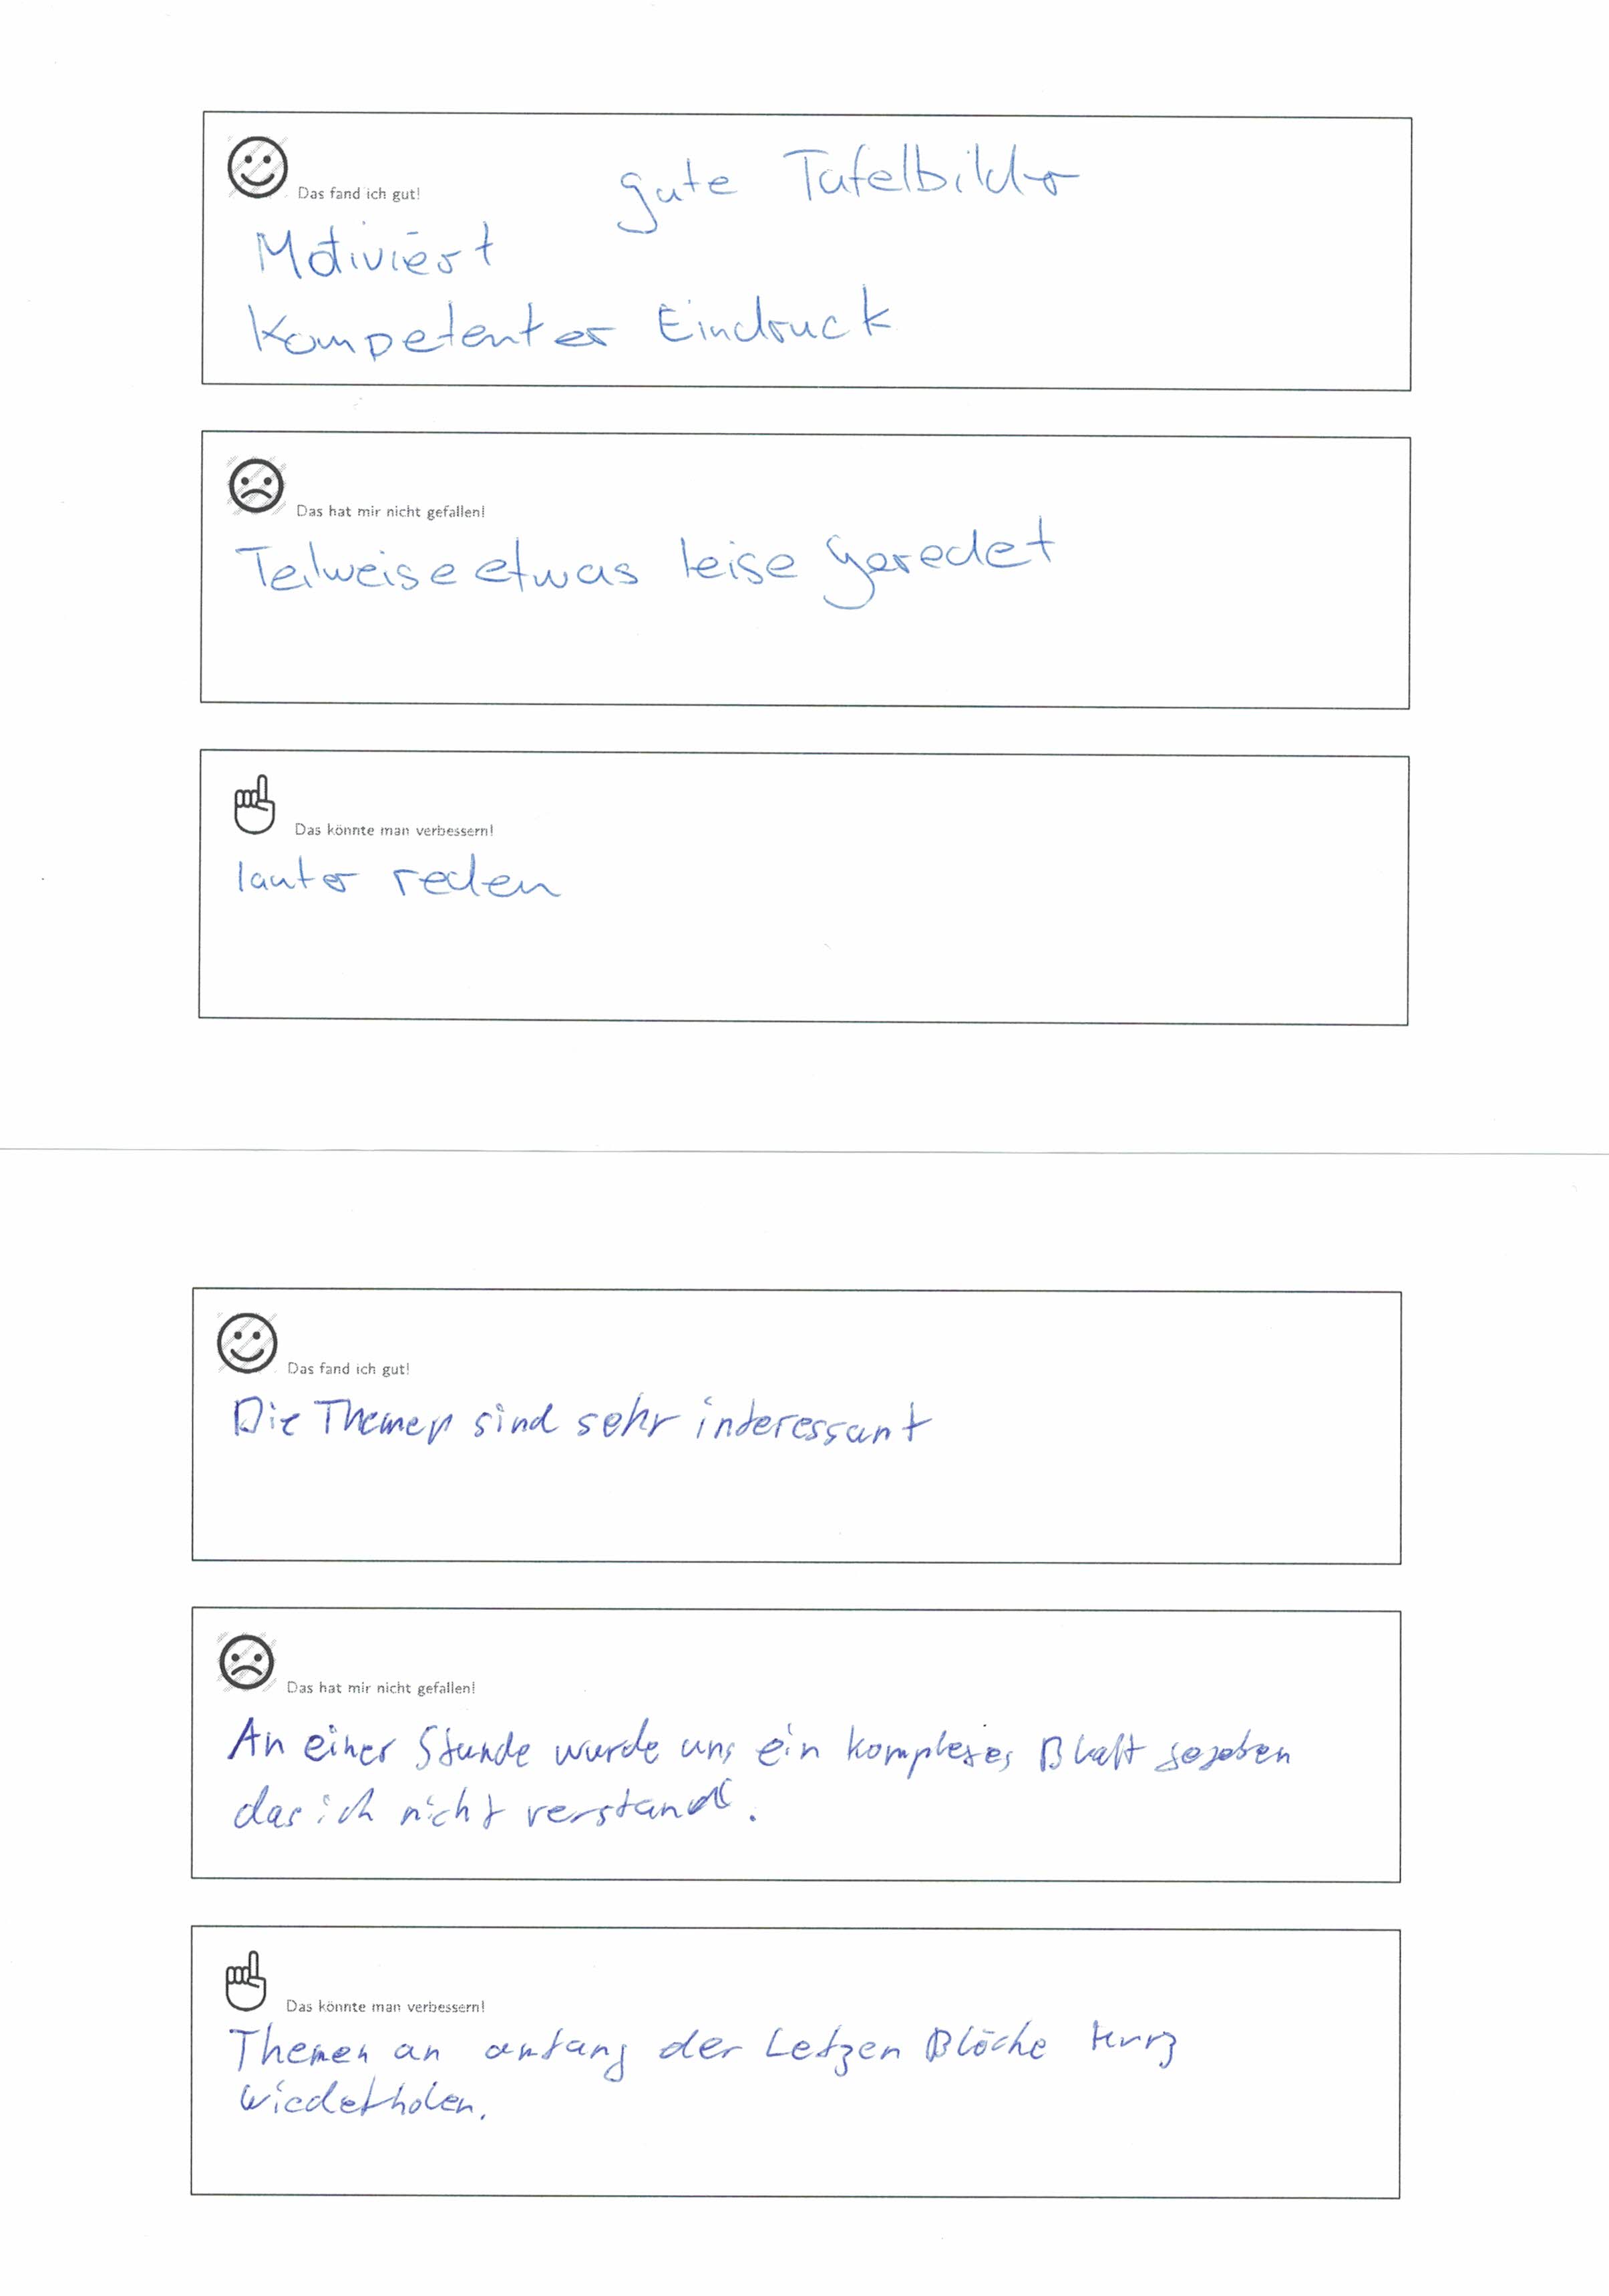 Das fand ich gut!
gute Tafelbilder
Motiviert
Kompetenter Eindruck
Das hat mir nicht gefallen!
Teilweise etwas leise geredet
Das könnte man verbessern!
lauter reden
Das fand ich gut!
Die Themen sind sehr interessant
Das hat mir nicht gefallen!
An einer Stunde wurde uns ein komplexes Blatt gegeben
das ich nicht verstand.
Das könnte man verbessern!
Themen an anfang der Letzen Blöcke kurz
wiederholen.